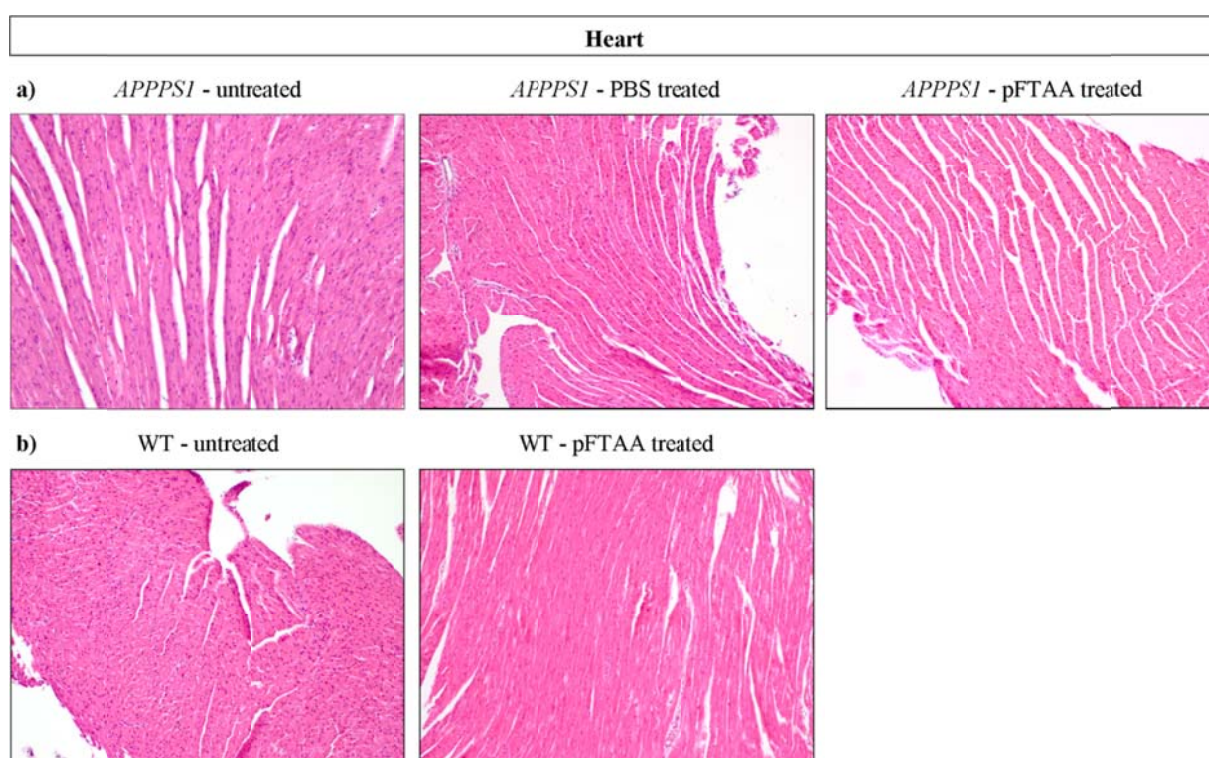 Heart
a) APPPS1 - untreated APPPS1 - PBS treated APPPS1 - pFTAA treated
b) WT - untreated WT - pFTAA treated